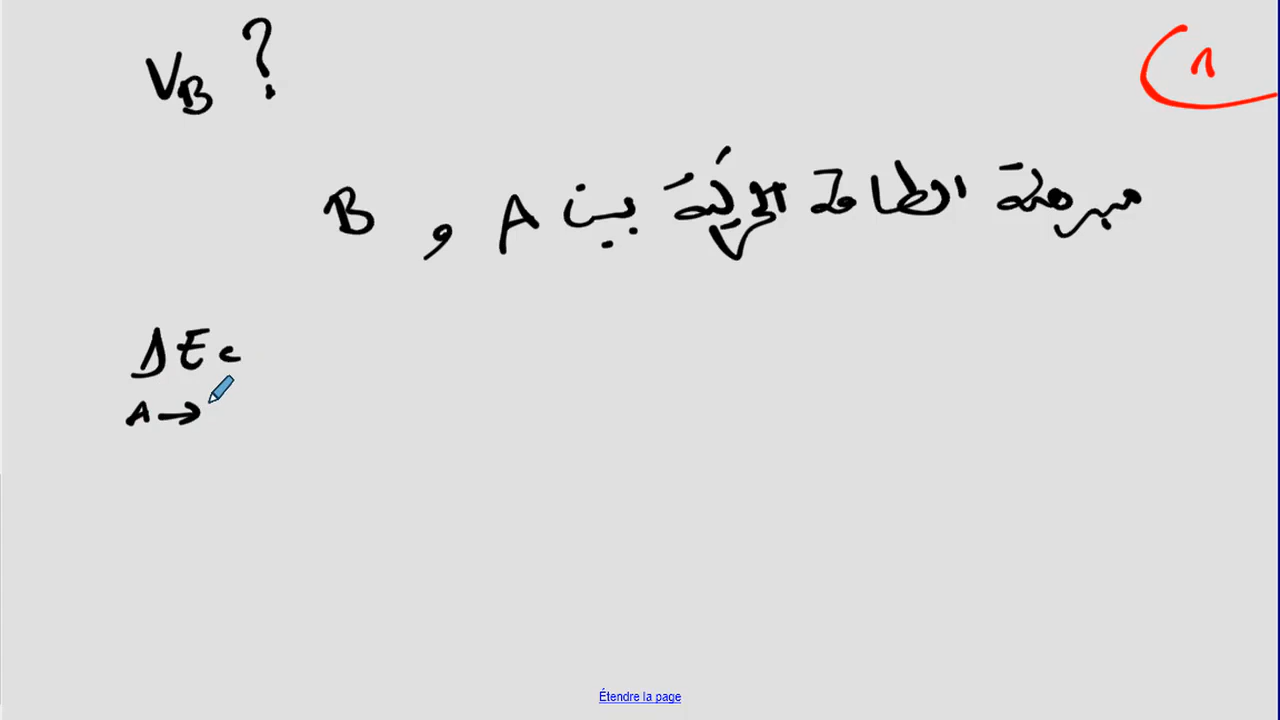 1
V_B ?
مبرهنة الطاقة الحركية بين A و B
ΔEc
A →
Étendre la page